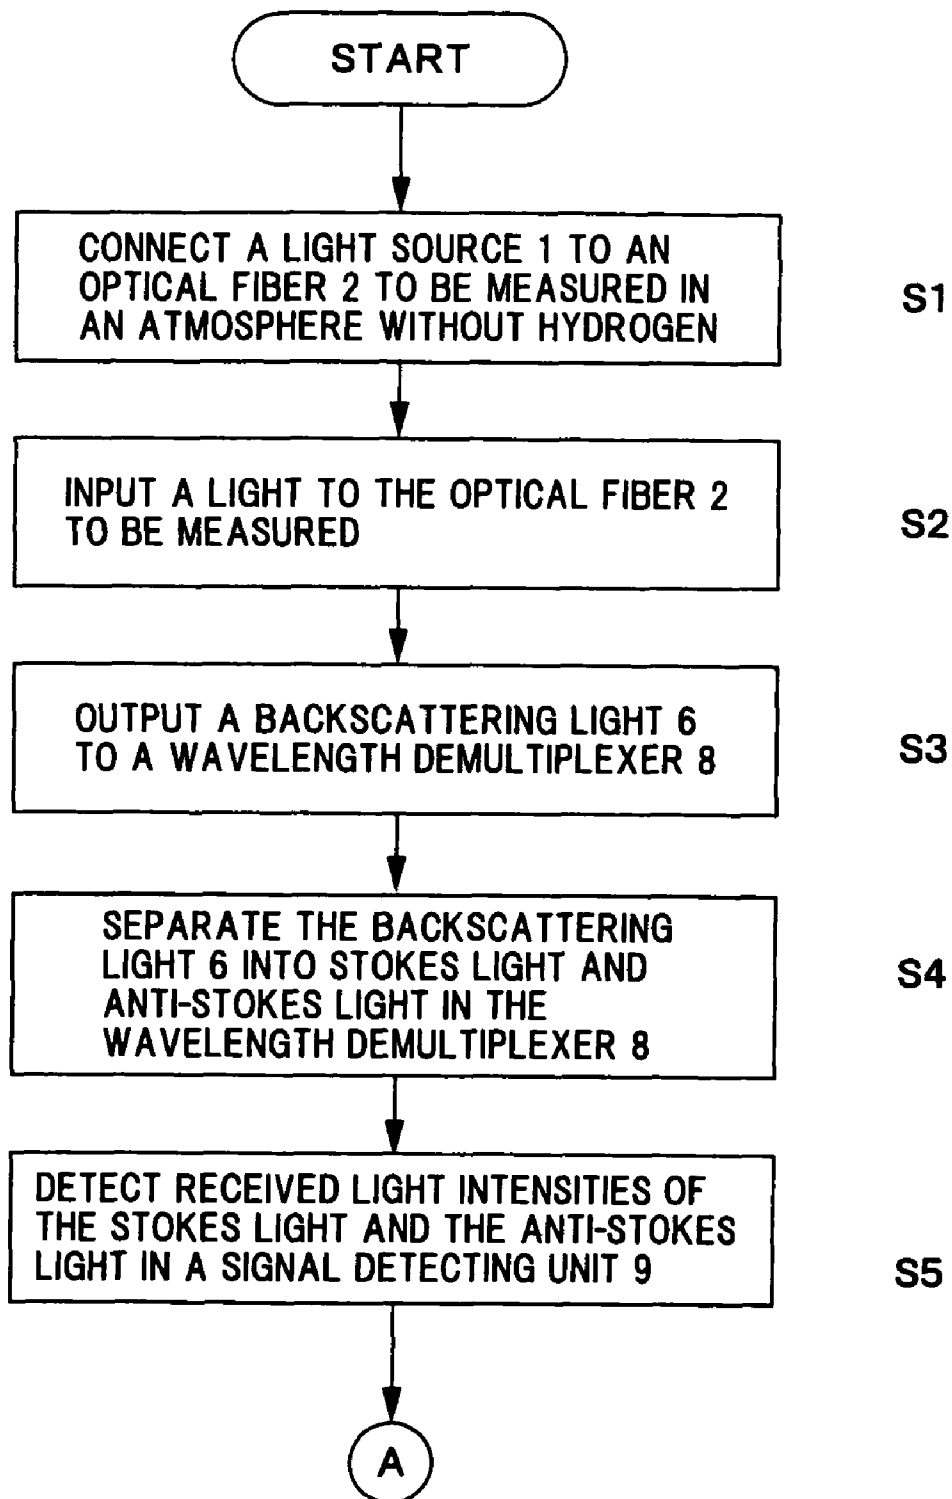 START
CONNECT A LIGHT SOURCE 1 TO AN
OPTICAL FIBER 2 TO BE MEASURED IN
AN ATMOSPHERE WITHOUT HYDROGEN
S1
INPUT A LIGHT TO THE OPTICAL FIBER 2
TO BE MEASURED
S2
OUTPUT A BACKSCATTERING LIGHT 6
TO A WAVELENGTH DEMULTIPLEXER 8
S3
SEPARATE THE BACKSCATTERING
LIGHT 6 INTO STOKES LIGHT AND
ANTI-STOKES LIGHT IN THE
WAVELENGTH DEMULTIPLEXER 8
S4
DETECT RECEIVED LIGHT INTENSITIES OF
THE STOKES LIGHT AND THE ANTI-STOKES
LIGHT IN A SIGNAL DETECTING UNIT 9
S5
A